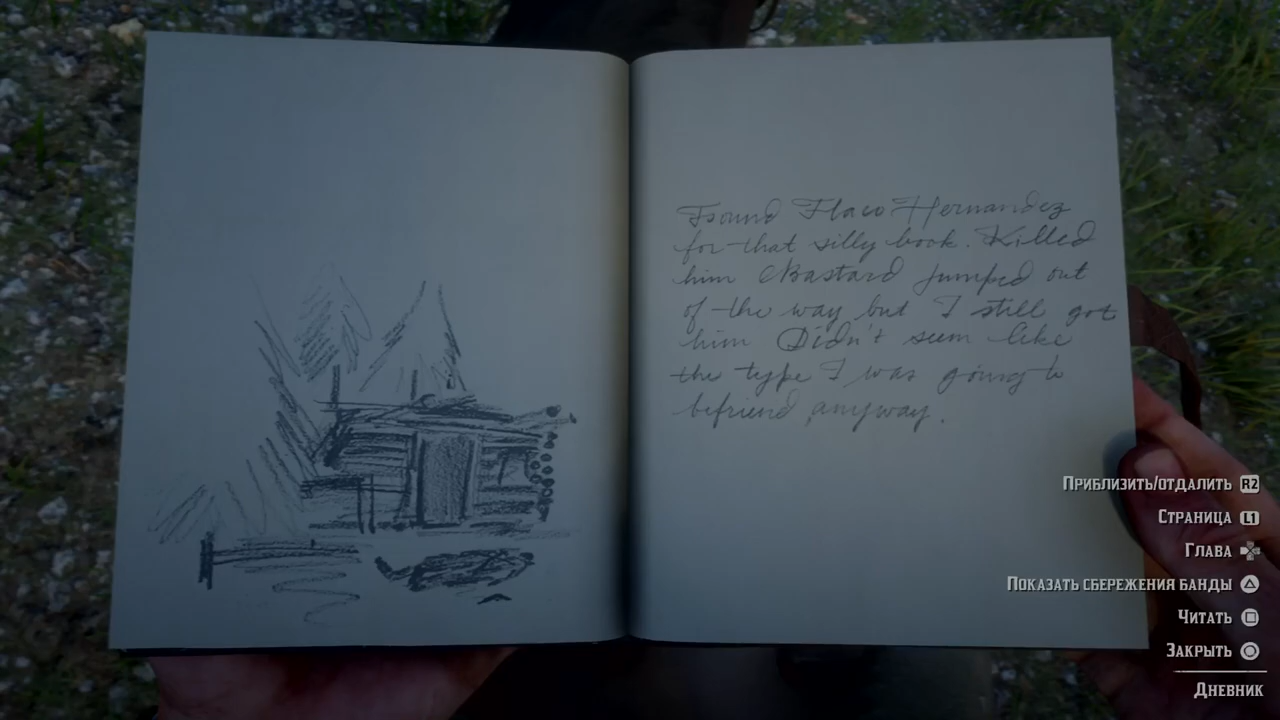 Found Flaco Hernandez
for that silly book. Killed
him Bastard jumped out
of the way but I still got
him Didn't seem like
the type I was going to
befriend anyway.
Приблизить/отдалить R2
Страница L1
Глава
Показать сбережения банды
Читать
Закрыть
Дневник